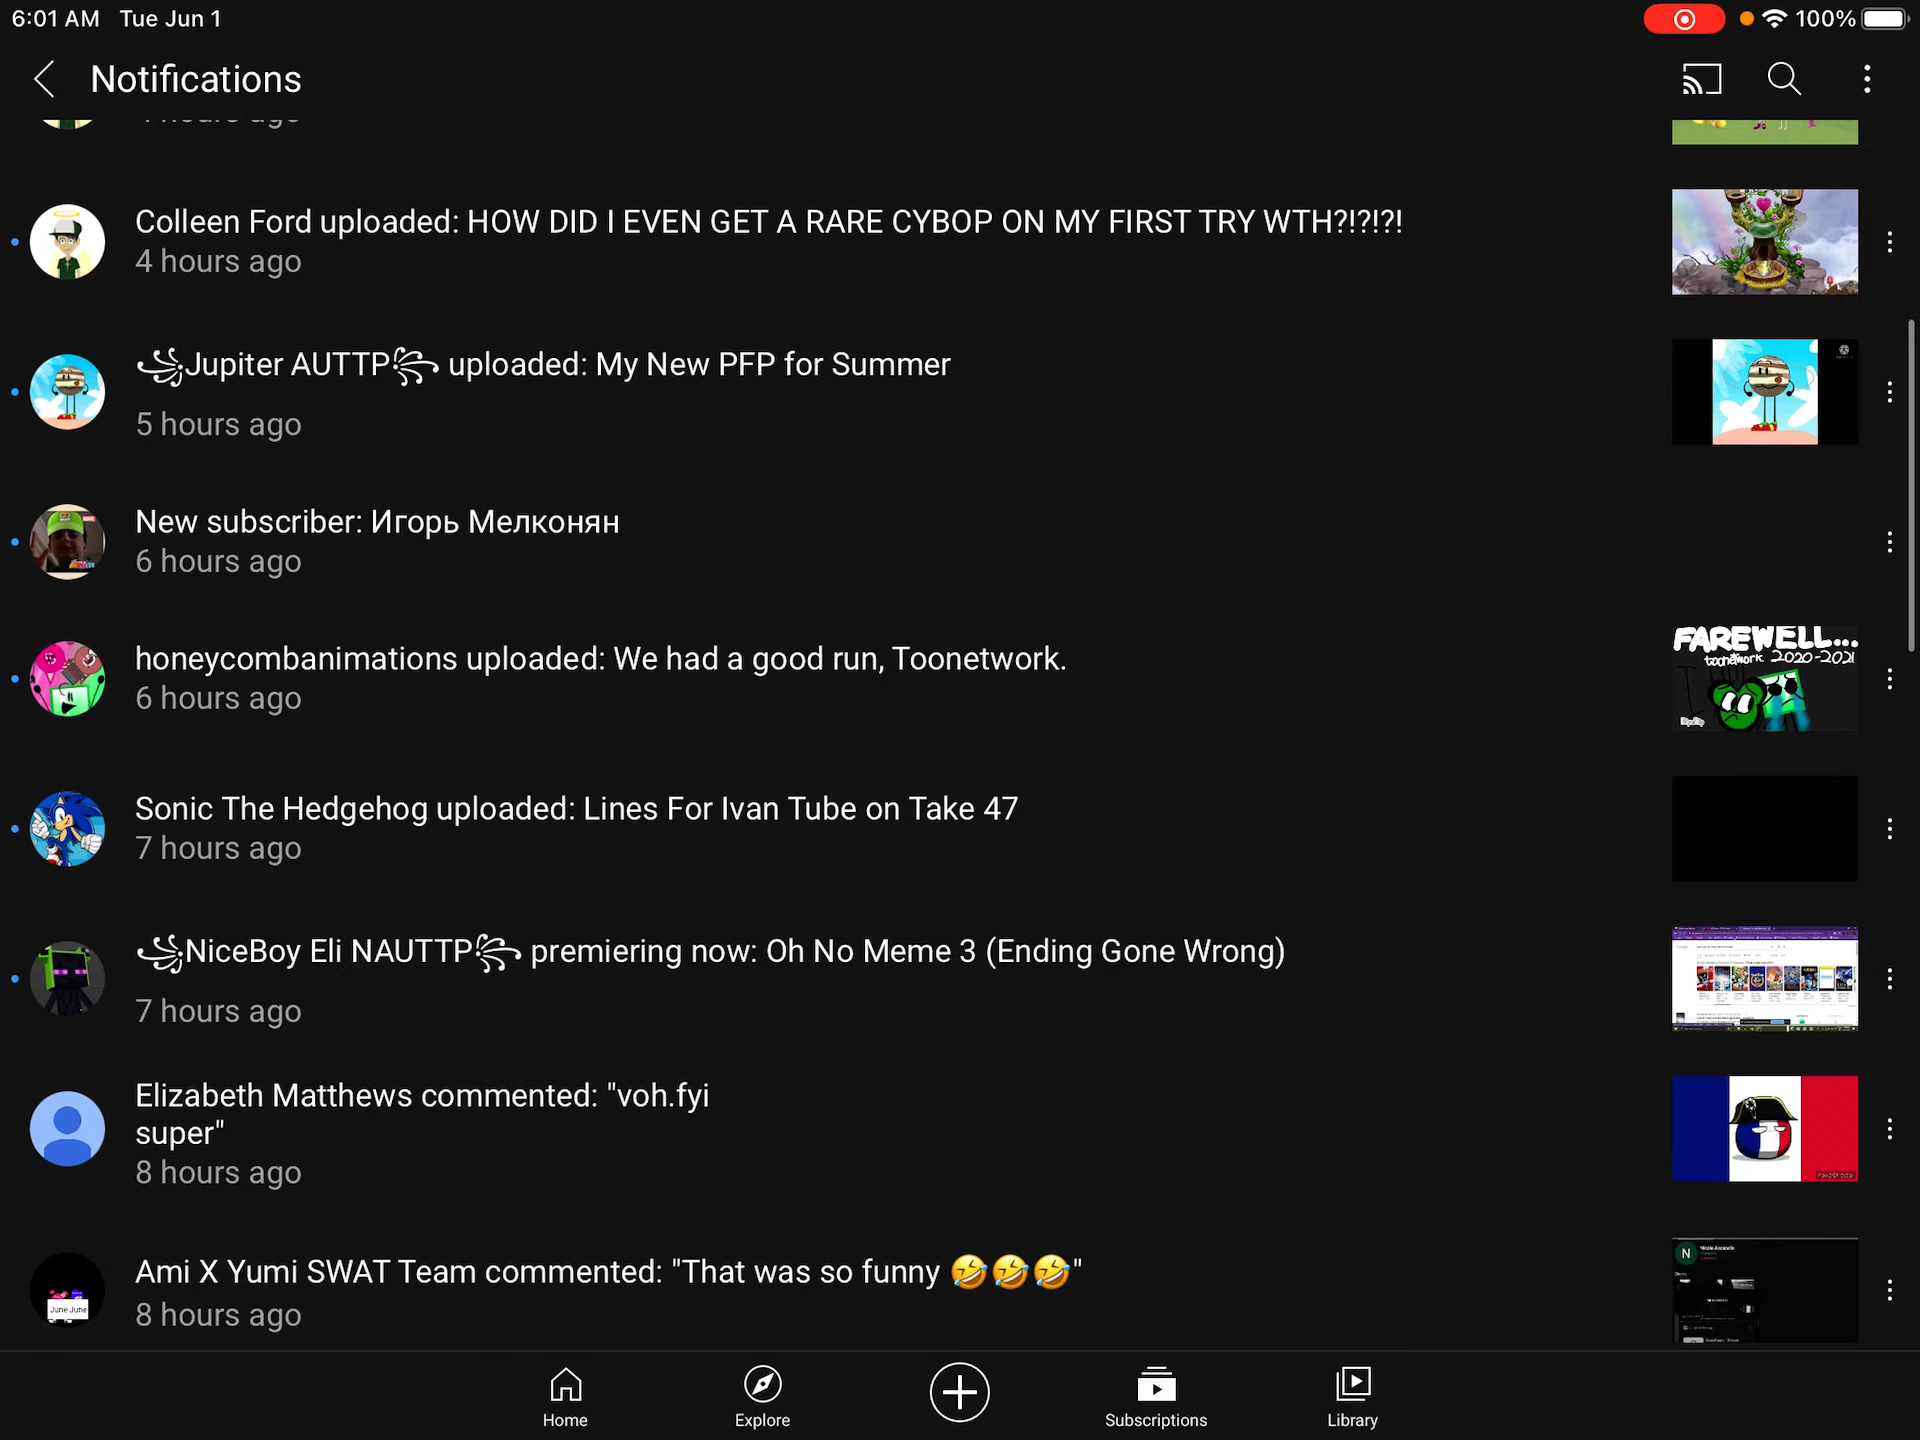 6:01 AM Tue Jun 1
100%
Notifications
Colleen Ford uploaded: HOW DID I EVEN GET A RARE CYBOP ON MY FIRST TRY WTH?!?!?!
4 hours ago
꧁Jupiter AUTTP꧂ uploaded: My New PFP for Summer
5 hours ago
New subscriber: Игорь Мелконян
6 hours ago
honeycombanimations uploaded: We had a good run, Toonetwork.
6 hours ago
FAREWELL...
toonetwork 2020-2021
Sonic The Hedgehog uploaded: Lines For Ivan Tube on Take 47
7 hours ago
꧁NiceBoy Eli NAUTTP꧂ premiering now: Oh No Meme 3 (Ending Gone Wrong)
7 hours ago
Elizabeth Matthews commented: "voh.fyi
super"
8 hours ago
Ami X Yumi SWAT Team commented: "That was so funny 🤣🤣🤣"
8 hours ago
June June
N
Home
Explore
Subscriptions
Library